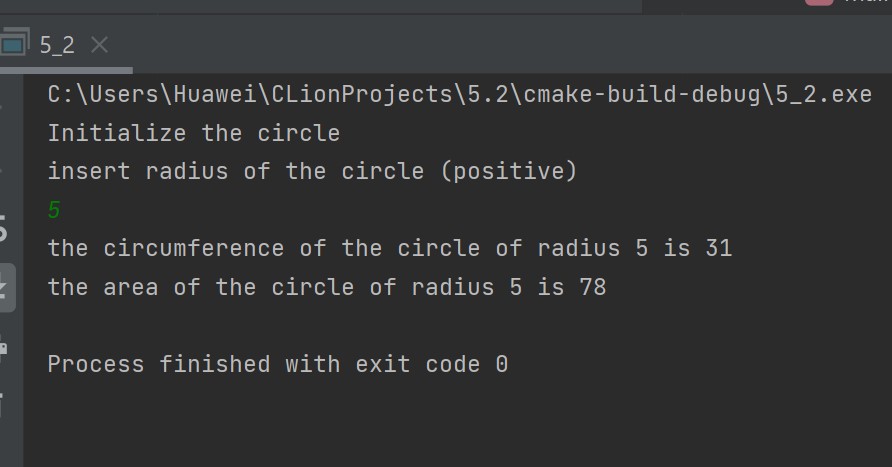 5_2
C:\Users\Huawei\CLionProjects\5.2\cmake-build-debug\5_2.exe
Initialize the circle
insert radius of the circle (positive)
5
the circumference of the circle of radius 5 is 31
the area of the circle of radius 5 is 78
Process finished with exit code 0